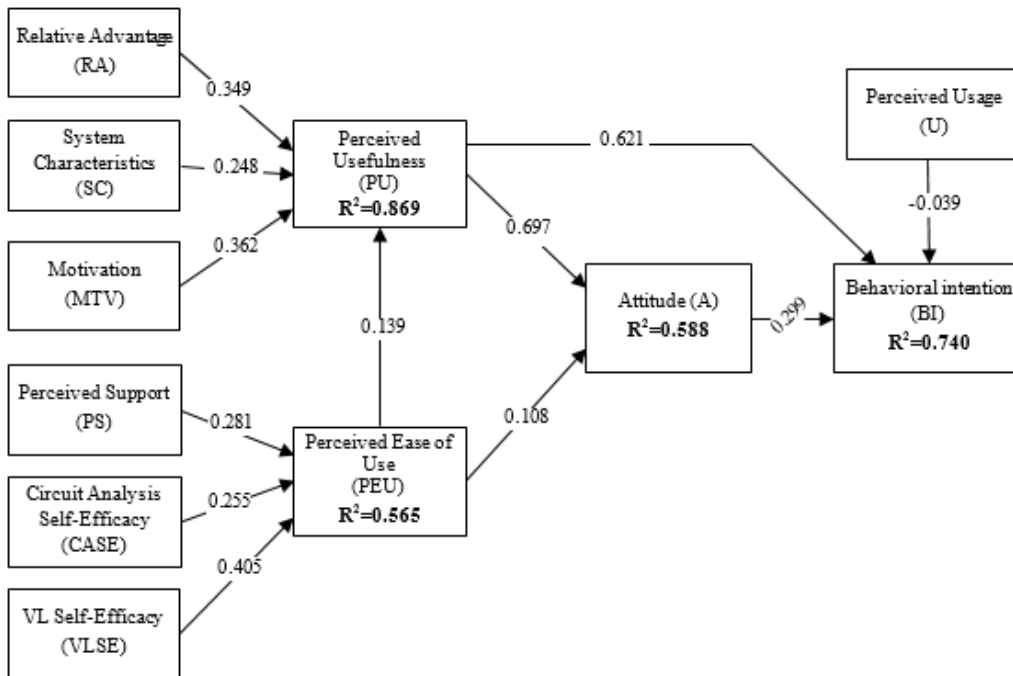 Relative Advantage
(RA)
0.349
System
Characteristics
(SC)
0.248
Motivation
(MTV)
0.362
Perceived
Usefulness
(PU)
R²=0.869
0.621
0.697
Perceived Usage
(U)
-0.039
Attitude (A)
R²=0.588
0.299
Behavioral intention
(BI)
R²=0.740
0.139
0.108
Perceived Support
(PS)
0.281
Circuit Analysis
Self-Efficacy
(CASE)
0.255
VL Self-Efficacy
(VLSE)
0.405
Perceived Ease of
Use
(PEU)
R²=0.565